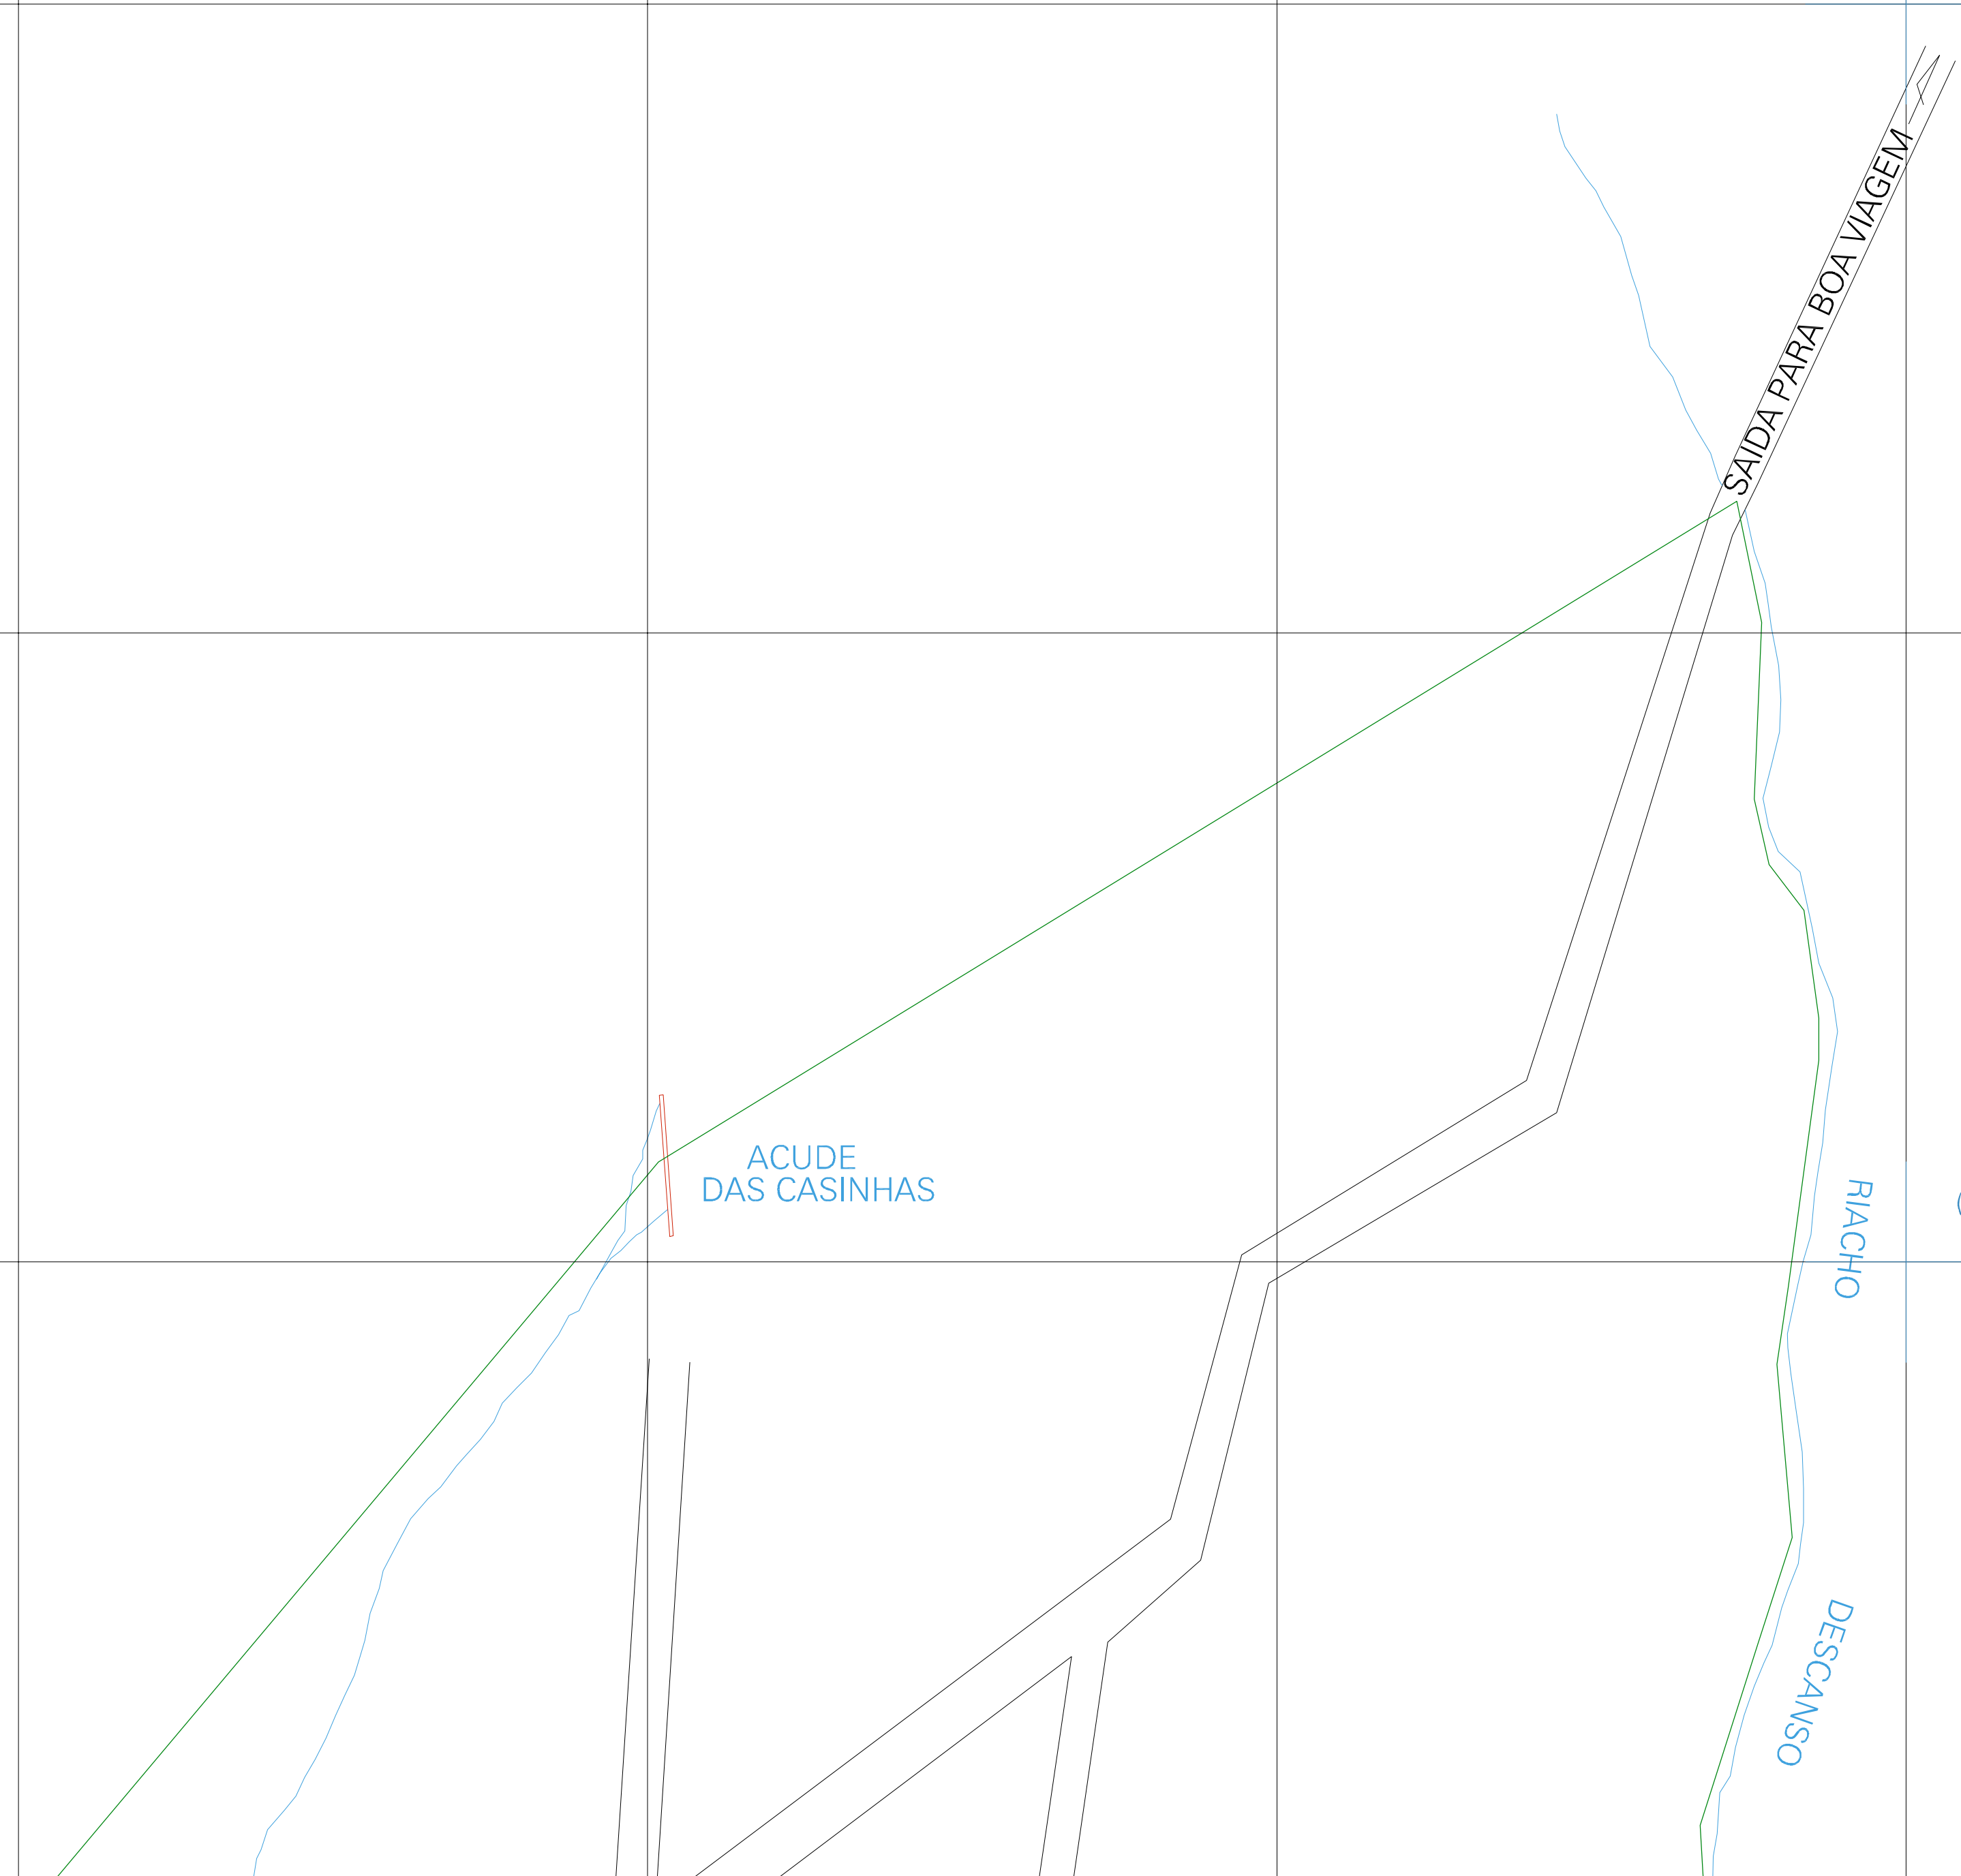 SAIDA PARA BOA VIAGEM
ACUDE
DAS CASINHAS
RIACHO
DESCANSO